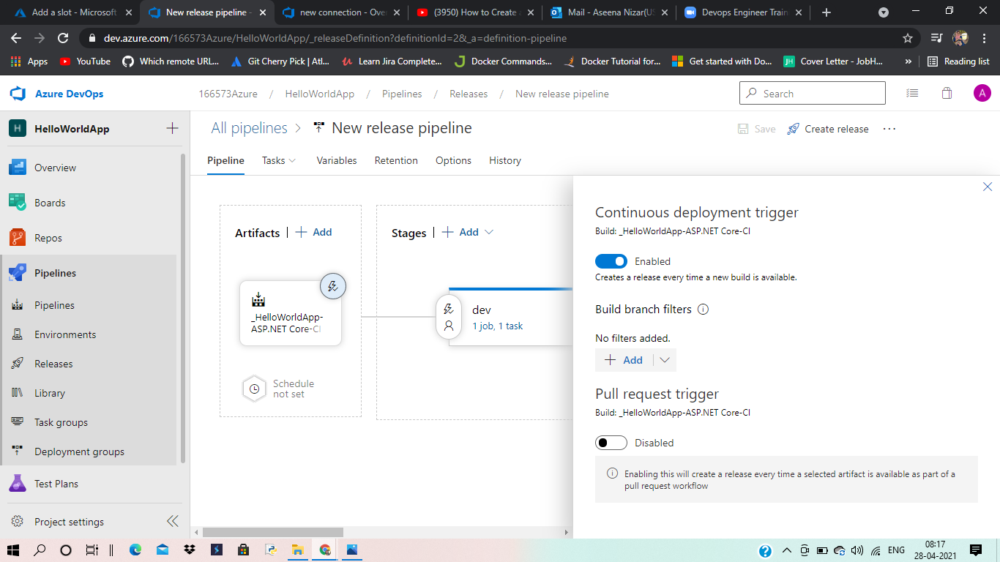 Add a slot - Microsoft
New release pipeline -
new connection - Ove
(3950) How to Create a
Mail - Aseena Nizar(US
Devops Engineer Train
dev.azure.com/166573Azure/HelloWorldApp/_releaseDefinition?definitionId=2&_a=definition-pipeline
Apps
YouTube
Which remote URL...
Git Cherry Pick | Atl...
Learn Jira Complete...
Docker Commands...
Docker Tutorial for...
Get started with Do...
JH
Cover Letter - JobH...
»
Reading list
Azure DevOps
166573Azure / HelloWorldApp / Pipelines / Releases / New release pipeline
Search
A
H
HelloWorldApp
Overview
Boards
Repos
Pipelines
Pipelines
Environments
Releases
Library
Task groups
Deployment groups
Test Plans
Project settings
All pipelines > New release pipeline
Save
Create release
...
Pipeline
Tasks
Variables
Retention
Options
History
Artifacts | + Add
_HelloWorldApp-
ASP.NET Core-CI
Schedule
not set
Stages | + Add
dev
1 job, 1 task
Continuous deployment trigger
Build: _HelloWorldApp-ASP.NET Core-CI
Enabled
Creates a release every time a new build is available.
Build branch filters
No filters added.
+ Add
Pull request trigger
Build: _HelloWorldApp-ASP.NET Core-CI
Disabled
Enabling this will create a release every time a selected artifact is available as part of a
pull request workflow
ENG
08:17
28-04-2021